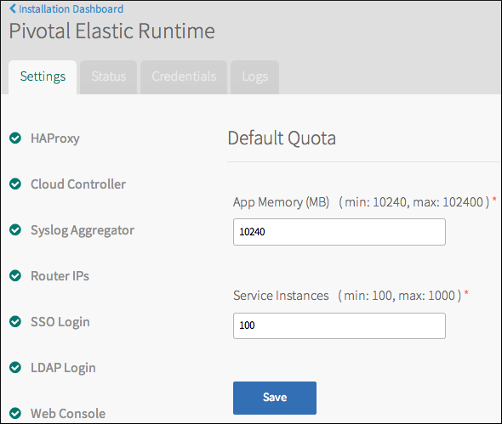 Installation Dashboard
Pivotal Elastic Runtime
Settings Status Credentials Logs
HAProxy
Cloud Controller
Syslog Aggregator
Router IPs
SSO Login
LDAP Login
Web Console
Default Quota
App Memory (MB) ( min: 10240, max: 102400 ) *
10240
Service Instances ( min: 100, max: 1000 ) *
100
Save